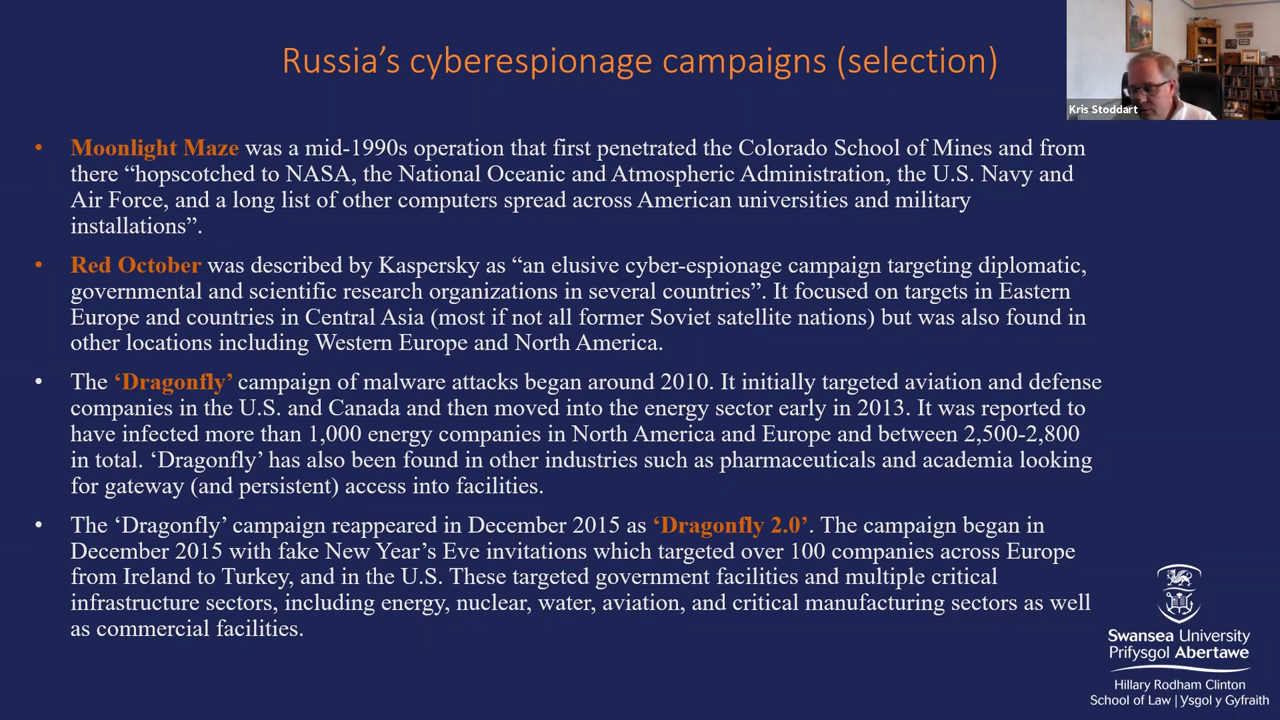 Russia’s cyberespionage campaigns (selection)
Kris Stoddart
• Moonlight Maze was a mid-1990s operation that first penetrated the Colorado School of Mines and from
there “hopscotched to NASA, the National Oceanic and Atmospheric Administration, the U.S. Navy and
Air Force, and a long list of other computers spread across American universities and military
installations”.
• Red October was described by Kaspersky as “an elusive cyber-espionage campaign targeting diplomatic,
governmental and scientific research organizations in several countries”. It focused on targets in Eastern
Europe and countries in Central Asia (most if not all former Soviet satellite nations) but was also found in
other locations including Western Europe and North America.
• The ‘Dragonfly’ campaign of malware attacks began around 2010. It initially targeted aviation and defense
companies in the U.S. and Canada and then moved into the energy sector early in 2013. It was reported to
have infected more than 1,000 energy companies in North America and Europe and between 2,500-2,800
in total. ‘Dragonfly’ has also been found in other industries such as pharmaceuticals and academia looking
for gateway (and persistent) access into facilities.
• The ‘Dragonfly’ campaign reappeared in December 2015 as ‘Dragonfly 2.0’. The campaign began in
December 2015 with fake New Year’s Eve invitations which targeted over 100 companies across Europe
from Ireland to Turkey, and in the U.S. These targeted government facilities and multiple critical
infrastructure sectors, including energy, nuclear, water, aviation, and critical manufacturing sectors as well
as commercial facilities.
Swansea University
Prifysgol Abertawe
Hillary Rodham Clinton
School of Law | Ysgol y Gyfraith